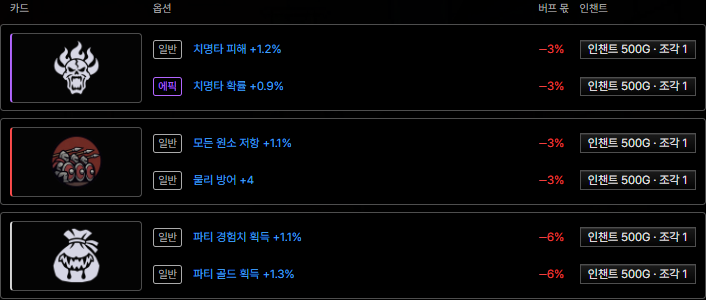 카드 옵션 버프 몫 인챈트
일반 치명타 피해 +1.2% –3% 인챈트 500G · 조각 1
에픽 치명타 확률 +0.9% –3% 인챈트 500G · 조각 1
일반 모든 원소 저항 +1.1% –3% 인챈트 500G · 조각 1
일반 물리 방어 +4 –3% 인챈트 500G · 조각 1
일반 파티 경험치 획득 +1.1% –6% 인챈트 500G · 조각 1
일반 파티 골드 획득 +1.3% –6% 인챈트 500G · 조각 1